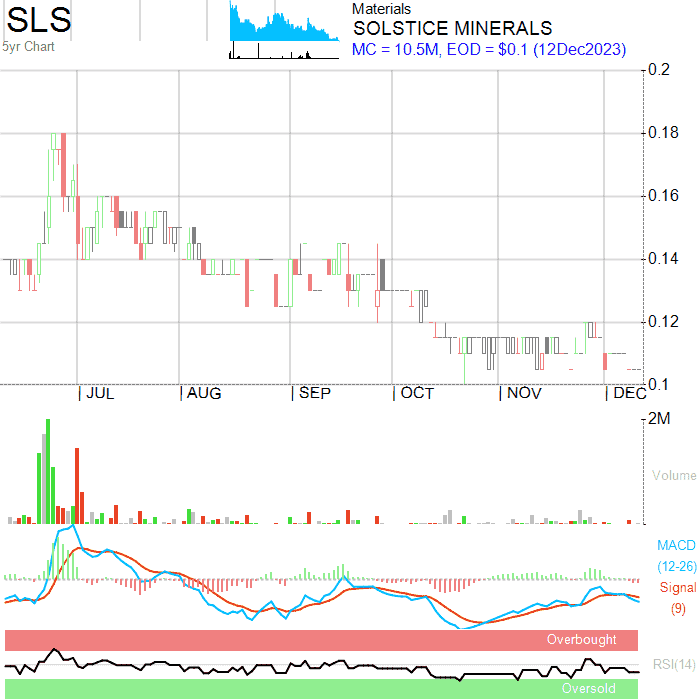 SLS
5yr Chart
Materials
SOLSTICE MINERALS
MC = 10.5M, EOD = $0.1 (12Dec2023)
0.2
0.18
0.16
0.14
0.12
0.1
JUL AUG SEP OCT NOV DEC
2M
Volume
MACD
(12-26)
Signal
(9)
Overbought
RSI(14)
Oversold